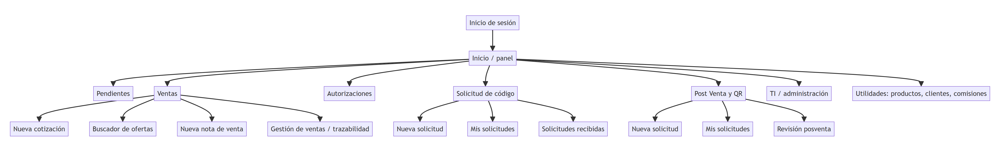 Inicio de sesión
Inicio / panel
Pendientes
Ventas
Autorizaciones
Solicitud de código
Post Venta y QR
TI / administración
Utilidades: productos, clientes, comisiones
Nueva cotización
Buscador de ofertas
Nueva nota de venta
Gestión de ventas / trazabilidad
Nueva solicitud
Mis solicitudes
Solicitudes recibidas
Nueva solicitud
Mis solicitudes
Revisión posventa